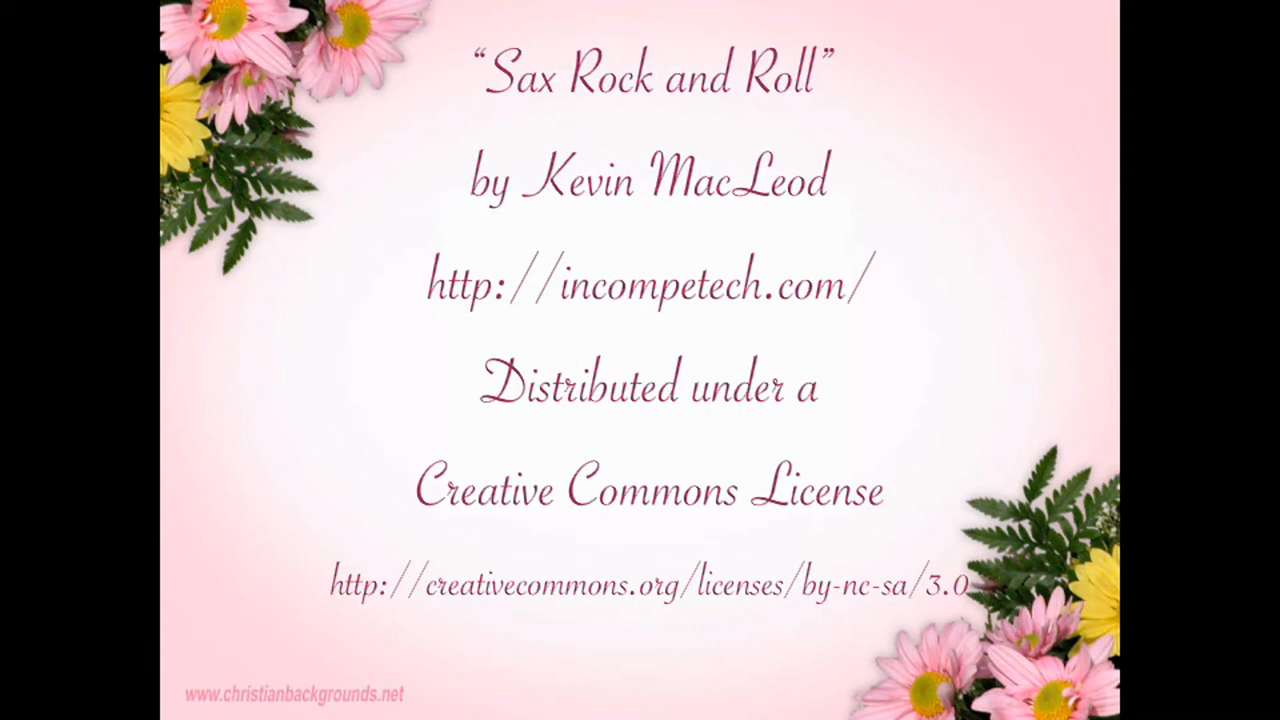 “Sax Rock and Roll”
by Kevin MacLeod
http://incompetech.com/
Distributed under a
Creative Commons License
http://creativecommons.org/licenses/by-nc-sa/3.0
www.christianbackgrounds.net